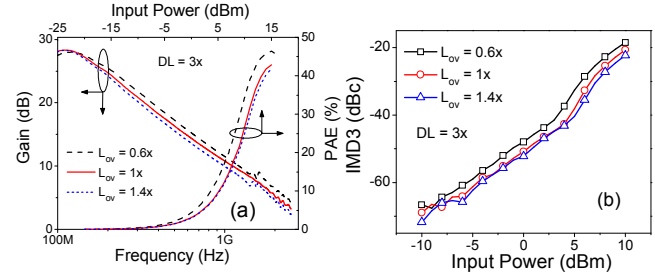 Input Power (dBm)
-25 -15 -5 5 15
30
20
10
0
Gain (dB)
DL = 3x
L_ov = 0.6x
L_ov = 1x
L_ov = 1.4x
(a)
50
40
30
20
10
0
PAE (%)
100M 1G
Frequency (Hz)
-20
-40
-60
IMD3 (dBc)
L_ov = 0.6x
L_ov = 1x
L_ov = 1.4x
DL = 3x
(b)
-10 -5 0 5 10
Input Power (dBm)